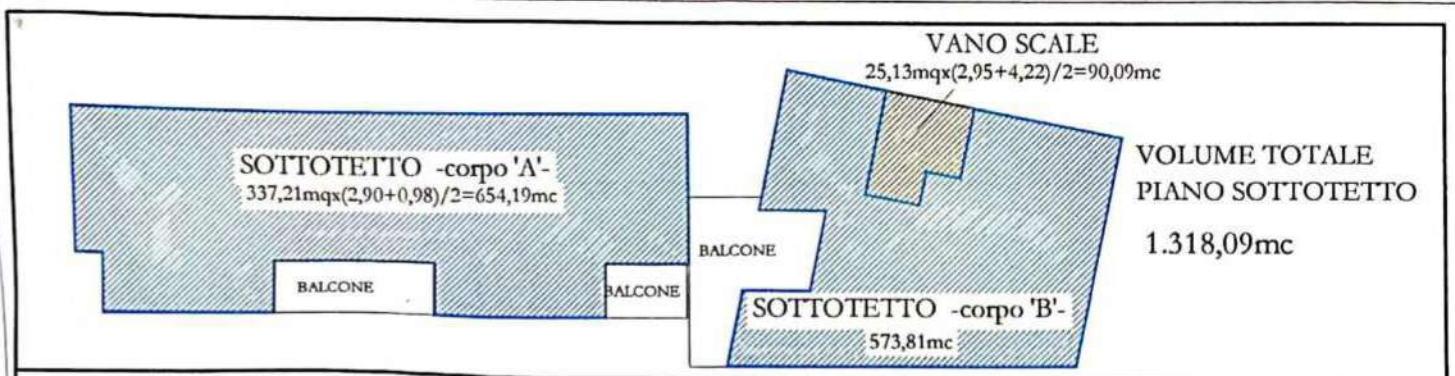 VANO SCALE
25,13mqx(2,95+4,22)/2=90,09mc
SOTTOTETTO -corpo 'A'-
337,21mqx(2,90+0,98)/2=654,19mc
VOLUME TOTALE
PIANO SOTTOTETTO
1.318,09mc
BALCONE
BALCONE
BALCONE
SOTTOTETTO -corpo 'B'-
573,81mc